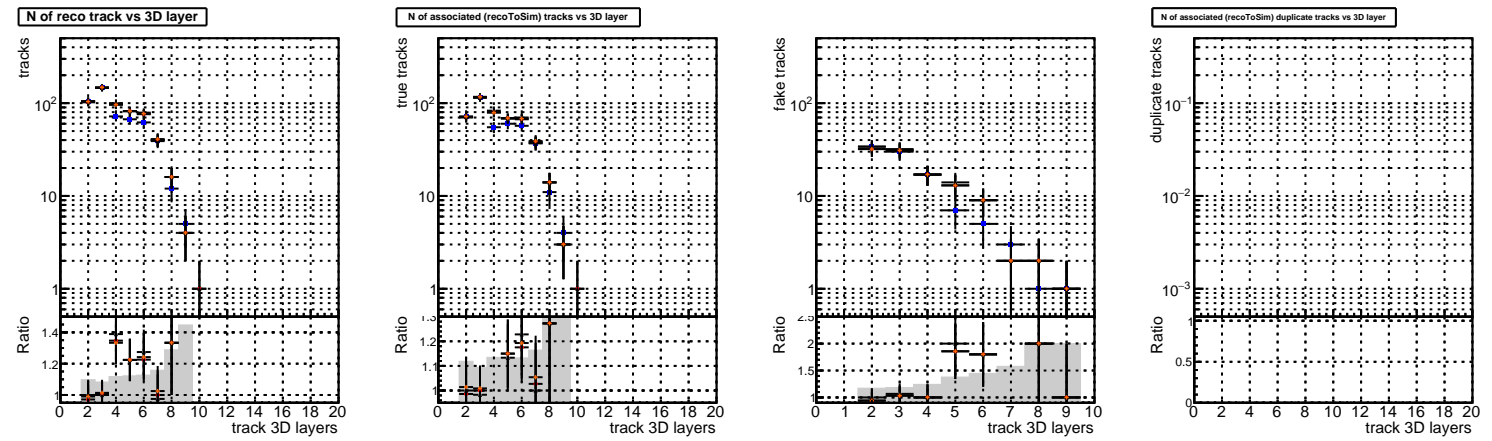 N of reco track vs 3D layer
tracks
10²
10
1
Ratio
1.4
1.2
1
0 2 4 6 8 10 12 14 16 18 20
track 3D layers
N of associated (recoToSim) tracks vs 3D layer
true tracks
10²
10
1
Ratio
1.3
1.2
1.1
1
0 2 4 6 8 10 12 14 16 18 20
track 3D layers
fake tracks
10²
10
1
Ratio
2.5
2
1.5
1
0 1 2 3 4 5 6 7 8 9 10
track 3D layers
N of associated (recoToSim) duplicate tracks vs 3D layer
duplicate tracks
10⁻¹
10⁻²
10⁻³
Ratio
1
0.5
0
0 2 4 6 8 10 12 14 16 18 20
track 3D layers